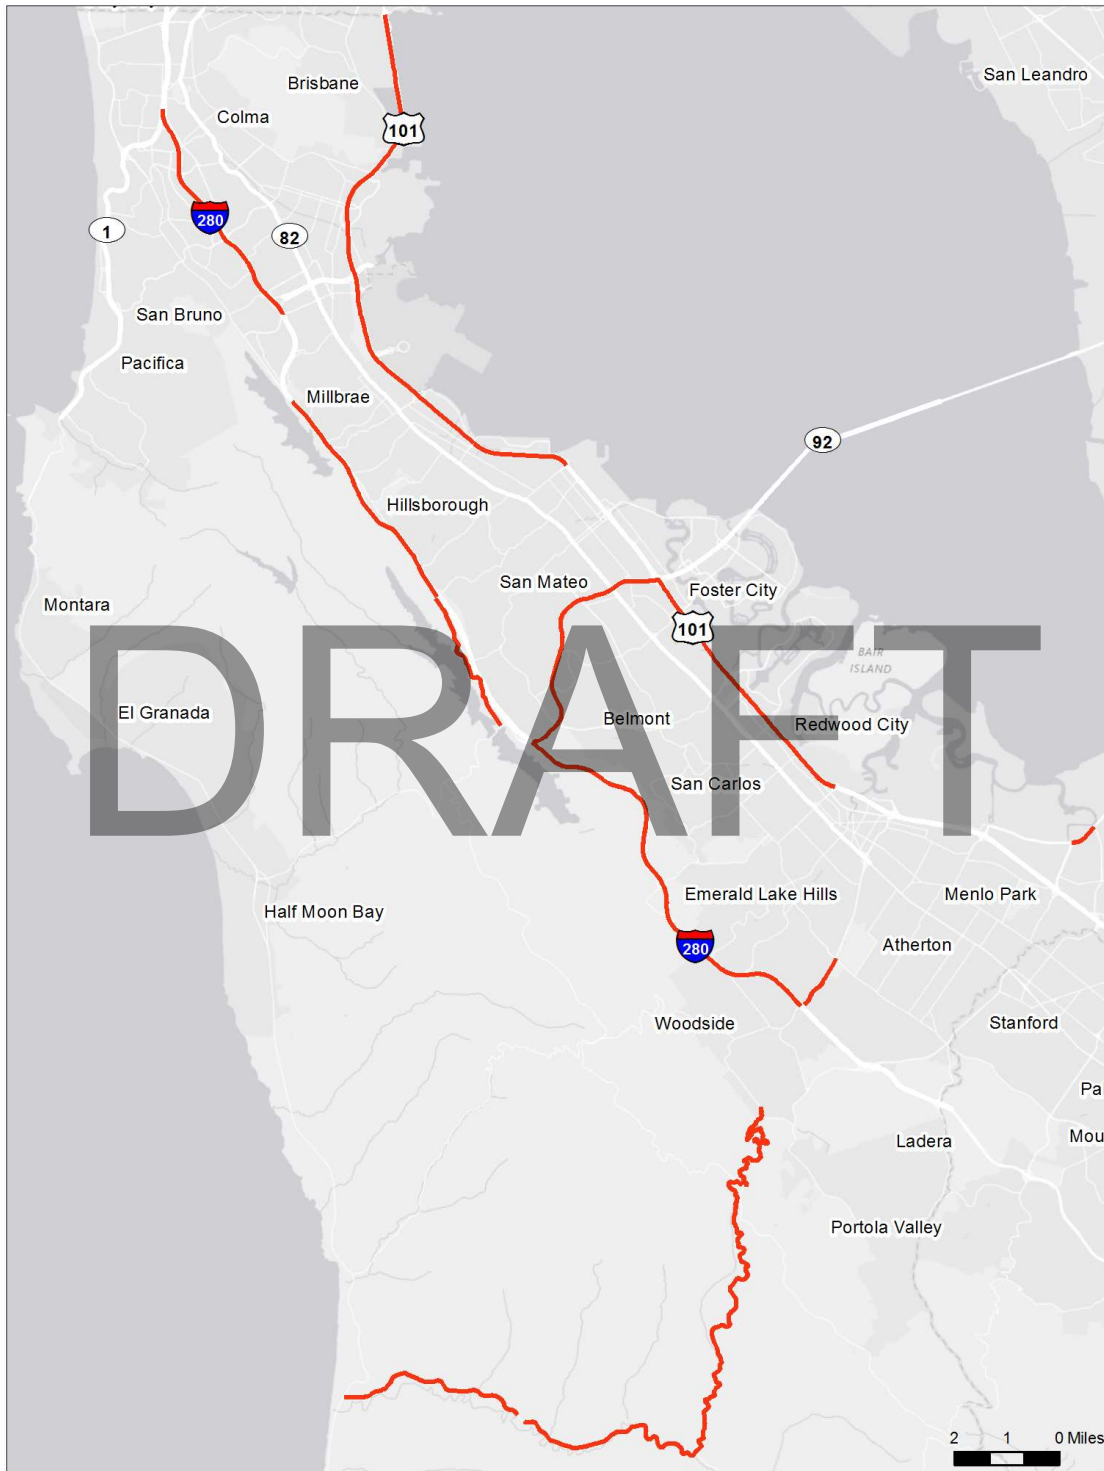 San Leandro
Brisbane
Colma
101
280
1
82
San Bruno
Pacifica
Millbrae
92
Hillsborough
San Mateo
Foster City
Montara
101
DRAFT
BAIR
ISLAND
El Granada
Belmont
Redwood City
San Carlos
Emerald Lake Hills
Menlo Park
Half Moon Bay
Atherton
280
Woodside
Stanford
Pa
Mou
Ladera
Portola Valley
2 1 0 Miles